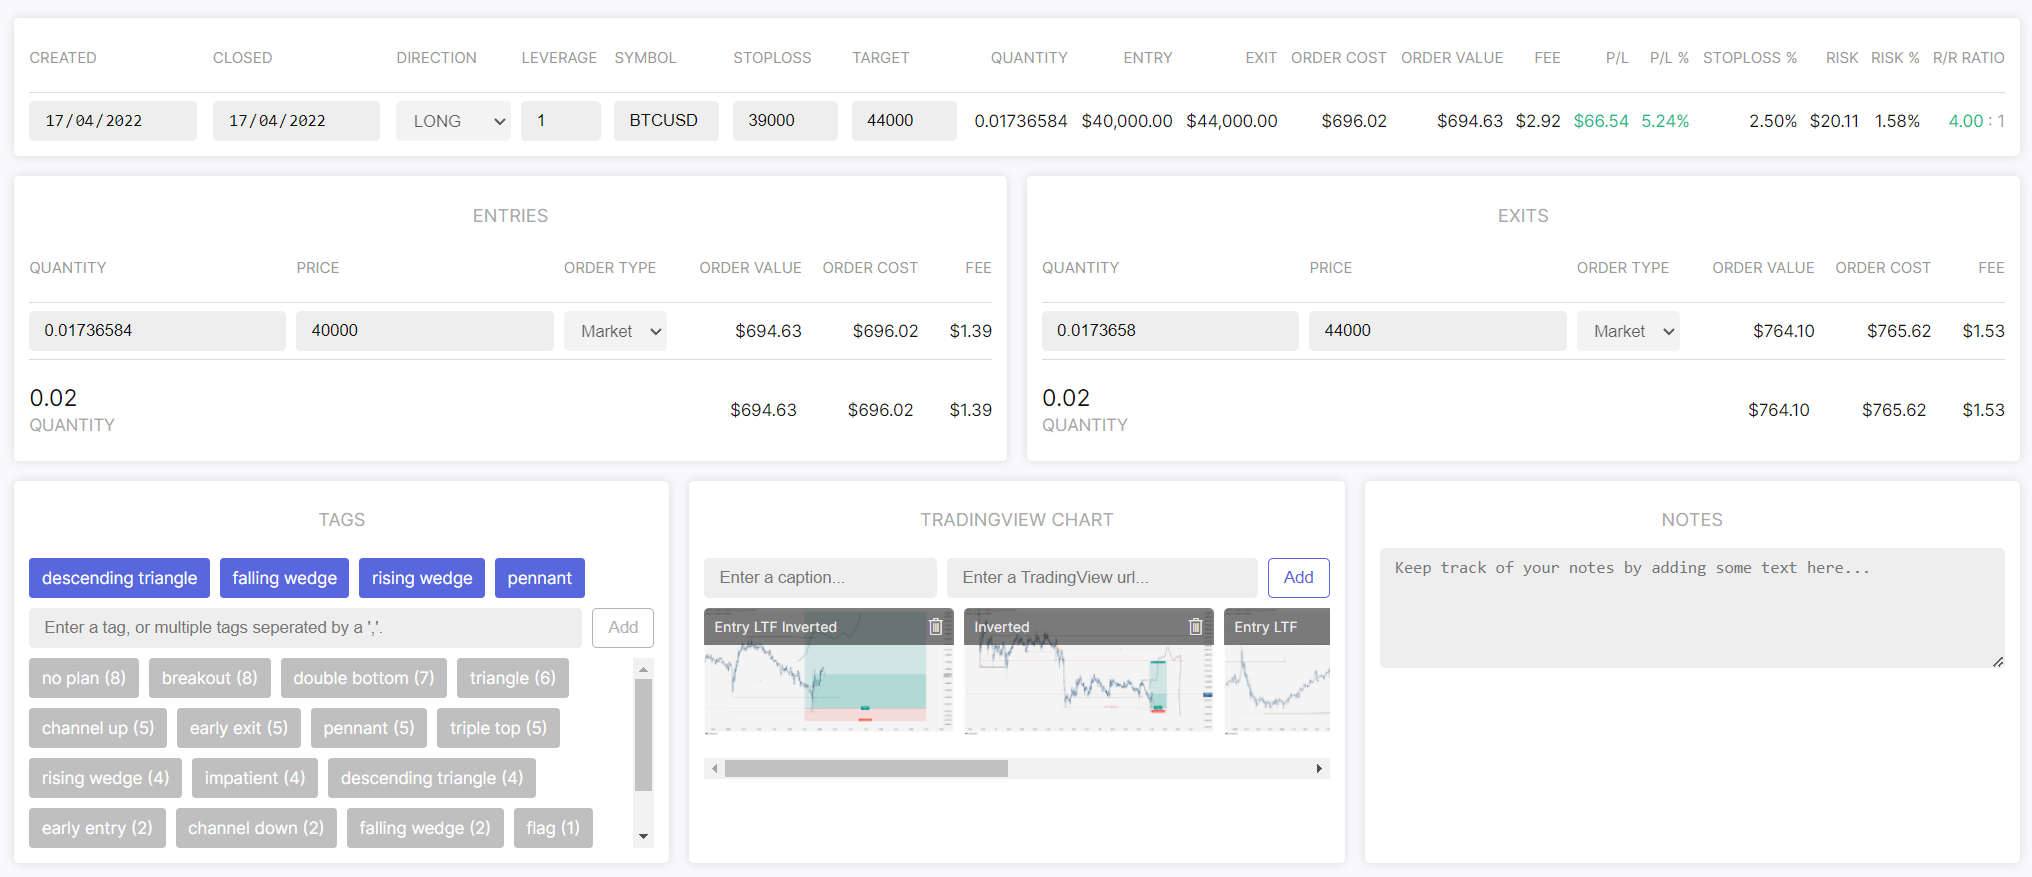 CREATED CLOSED DIRECTION LEVERAGE SYMBOL STOPLOSS TARGET QUANTITY ENTRY EXIT ORDER COST ORDER VALUE FEE P/L P/L % STOPLOSS % RISK RISK % R/R RATIO
17/04/2022 17/04/2022 LONG 1 BTCUSD 39000 44000 0.01736584 $40,000.00 $44,000.00 $696.02 $694.63 $2.92 $66.54 5.24% 2.50% $20.11 1.58% 4.00 : 1
ENTRIES
QUANTITY PRICE ORDER TYPE ORDER VALUE ORDER COST FEE
0.01736584 40000 Market $694.63 $696.02 $1.39
0.02
QUANTITY
$694.63 $696.02 $1.39
EXITS
QUANTITY PRICE ORDER TYPE ORDER VALUE ORDER COST FEE
0.0173658 44000 Market $764.10 $765.62 $1.53
0.02
QUANTITY
$764.10 $765.62 $1.53
TAGS
descending triangle falling wedge rising wedge pennant
Enter a tag, or multiple tags seperated by a ','. Add
no plan (8) breakout (8) double bottom (7) triangle (6)
channel up (5) early exit (5) pennant (5) triple top (5)
rising wedge (4) impatient (4) descending triangle (4)
early entry (2) channel down (2) falling wedge (2) flag (1)
TRADINGVIEW CHART
Enter a caption... Enter a TradingView url... Add
Entry LTF Inverted Inverted Entry LTF
NOTES
Keep track of your notes by adding some text here...